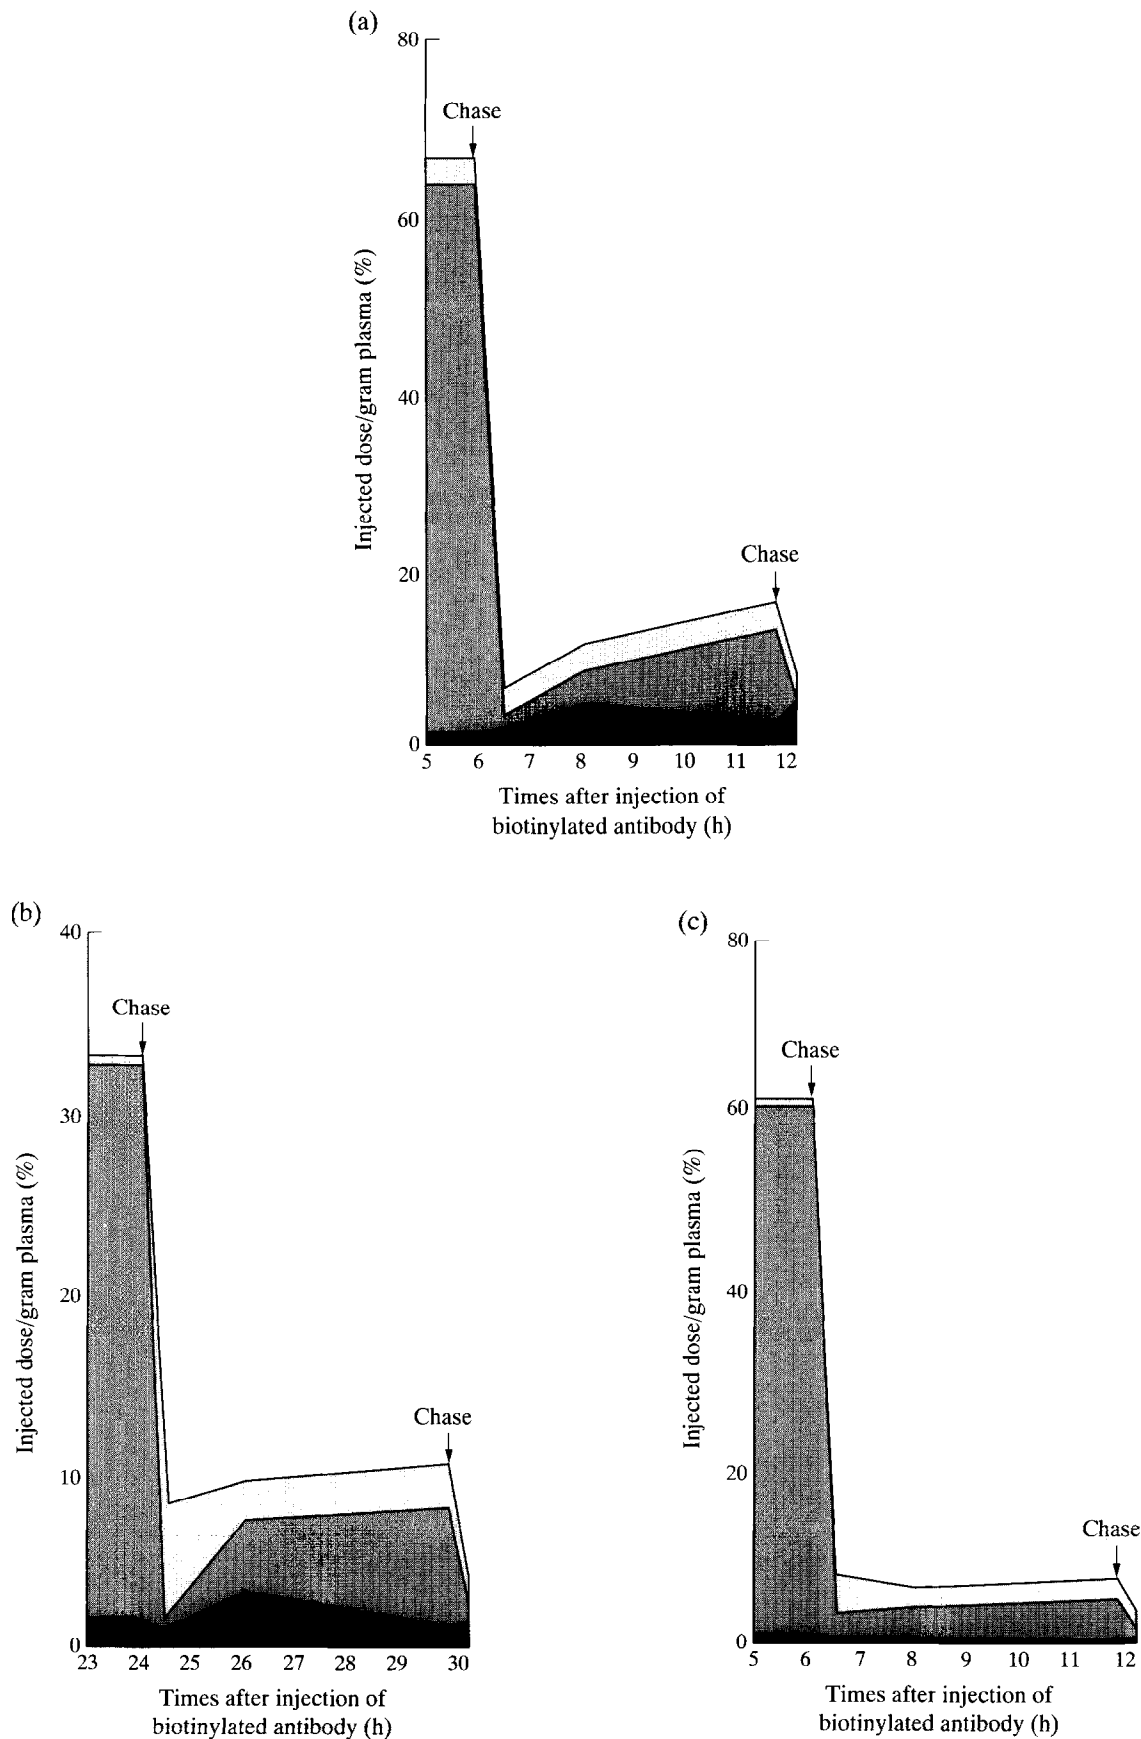 (a)
80
Chase
60
40
Chase
20
0
5 6 7 8 9 10 11 12
Injected dose/gram plasma (%)
Times after injection of
biotinylated antibody (h)
(b)
40
Chase
30
20
Chase
10
0
23 24 25 26 27 28 29 30
Injected dose/gram plasma (%)
Times after injection of
biotinylated antibody (h)
(c)
80
Chase
60
40
20
Chase
0
5 6 7 8 9 10 11 12
Injected dose/gram plasma (%)
Times after injection of
biotinylated antibody (h)